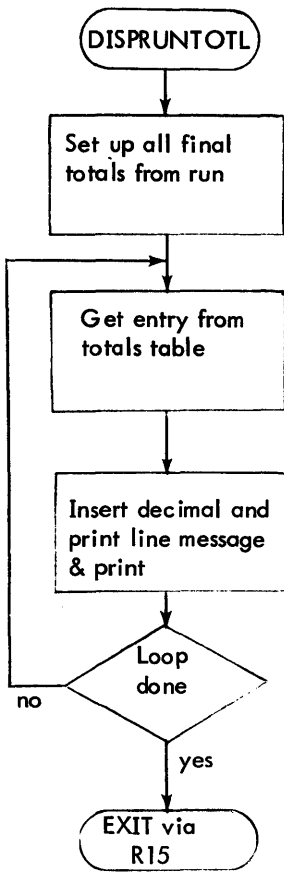 DISPRUNTOTL
Set up all final
totals from run
Get entry from
totals table
Insert decimal and
print line message
& print
Loop
done
no
yes
EXIT via
R15